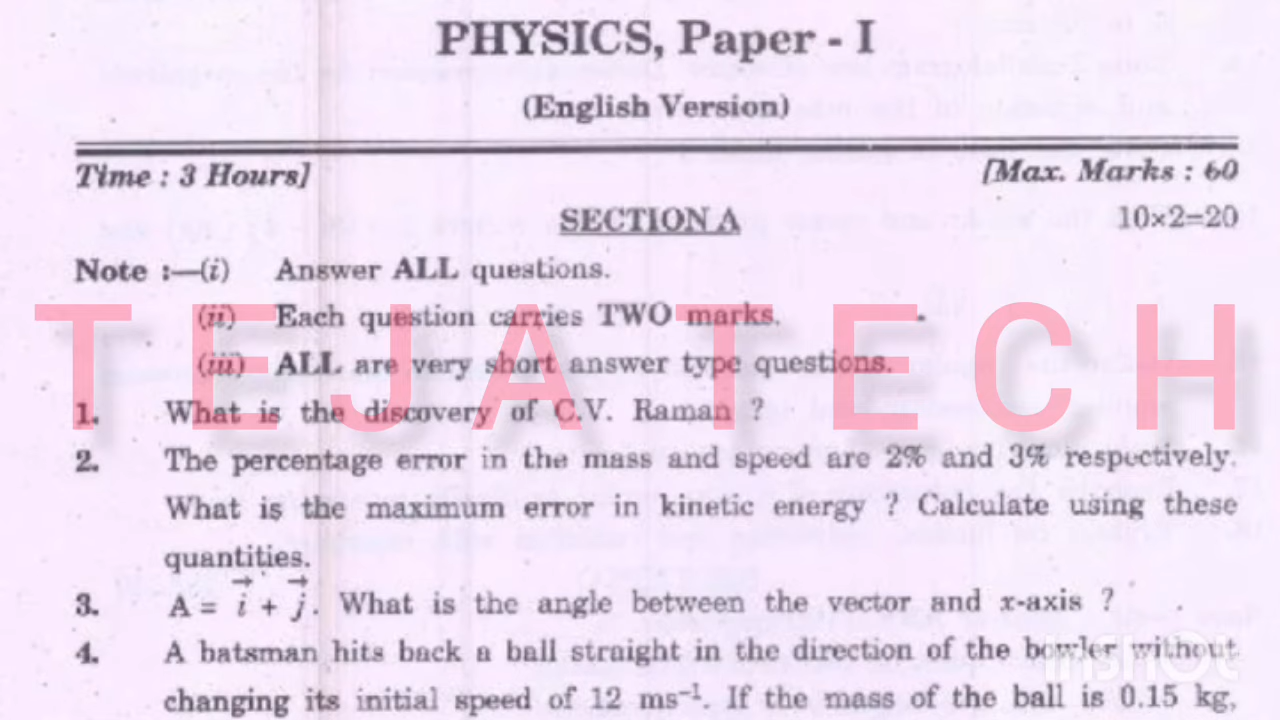 PHYSICS, Paper - I
(English Version)
Time : 3 Hours] [Max. Marks : 60
SECTION A 10×2=20
Note :—(i) Answer ALL questions.
(ii) Each question carries TWO marks.
TEJA TECH
(iii) ALL are very short answer type questions.
1. What is the discovery of C.V. Raman ?
2. The percentage error in the mass and speed are 2% and 3% respectively.
What is the maximum error in kinetic energy ? Calculate using these
quantities.
3. A = i⃗ + j⃗. What is the angle between the vector and x-axis ?
4. A batsman hits back a ball straight in the direction of the bowler without
InShOt
changing its initial speed of 12 ms⁻¹. If the mass of the ball is 0.15 kg,